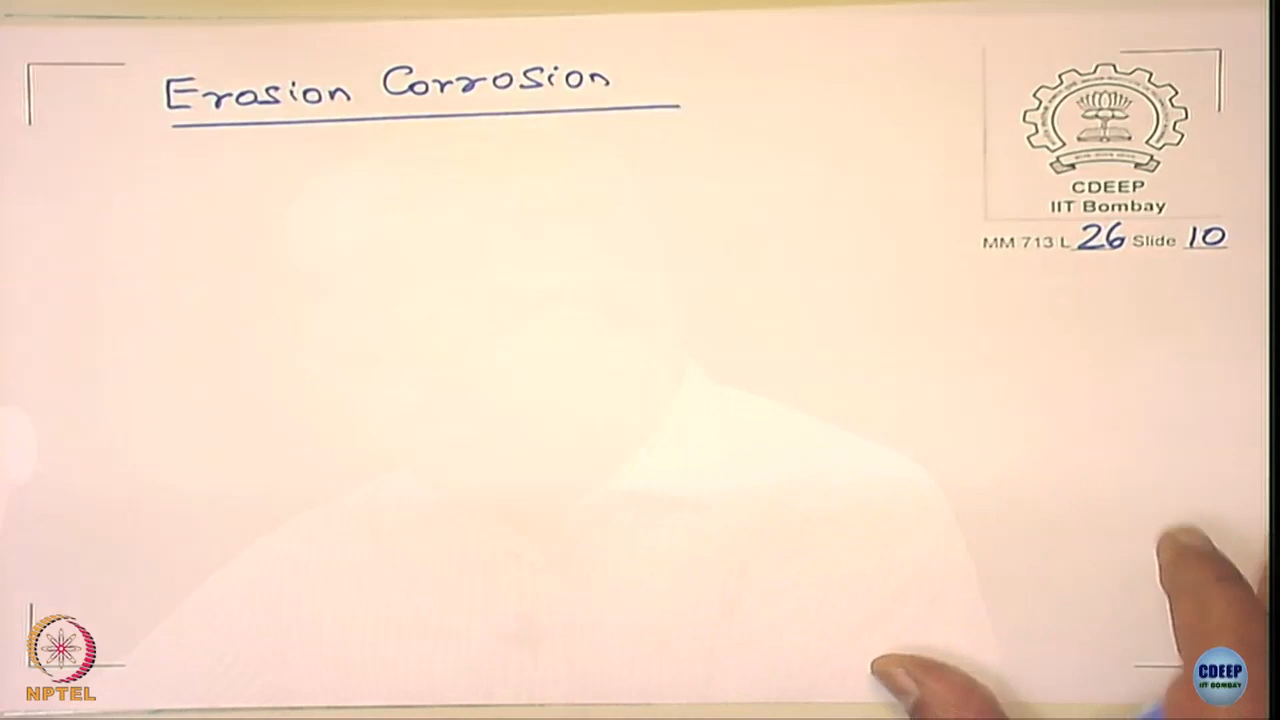 Erosion Corrosion
CDEEP
IIT Bombay
MM 713 L 26 Slide 10
NPTEL
CDEEP
IIT BOMBAY